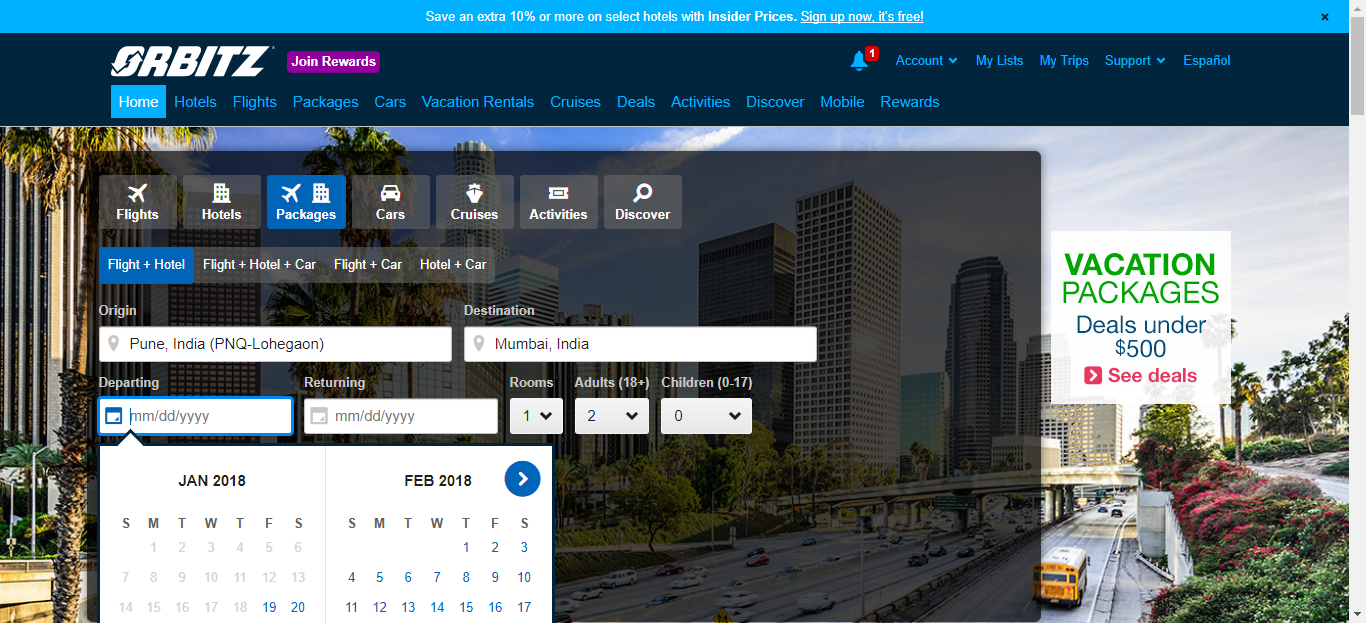 Save an extra 10% or more on select hotels with Insider Prices. Sign up now, it's free! ×
ORBITZ Join Rewards 1 Account My Lists My Trips Support Español
Home Hotels Flights Packages Cars Vacation Rentals Cruises Deals Activities Discover Mobile Rewards
Flights Hotels Packages Cars Cruises Activities Discover
Flight + Hotel Flight + Hotel + Car Flight + Car Hotel + Car
Origin Destination
Pune, India (PNQ-Lohegaon) Mumbai, India
Departing Returning Rooms Adults (18+) Children (0-17)
mm/dd/yyyy mm/dd/yyyy 1 2 0
JAN 2018 FEB 2018
S M T W T F S S M T W T F S
1 2 3 4 5 6 1 2 3
7 8 9 10 11 12 13 4 5 6 7 8 9 10
14 15 16 17 18 19 20 11 12 13 14 15 16 17
VACATION
PACKAGES
Deals under
$500
See deals